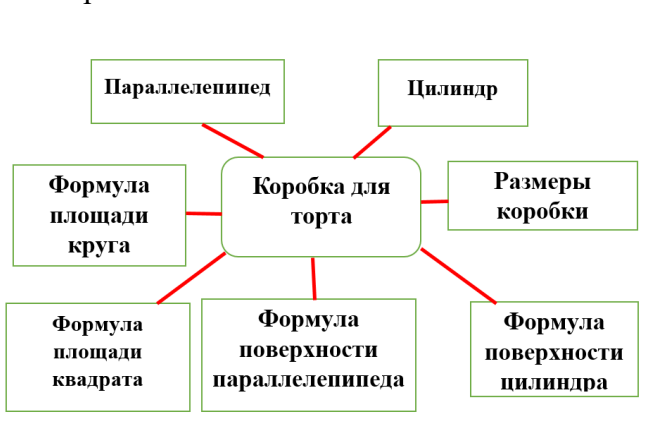 Параллелепипед
Цилиндр
Формула
площади
круга
Коробка для
торта
Размеры
коробки
Формула
площади
квадрата
Формула
поверхности
параллелепипеда
Формула
поверхности
цилиндра